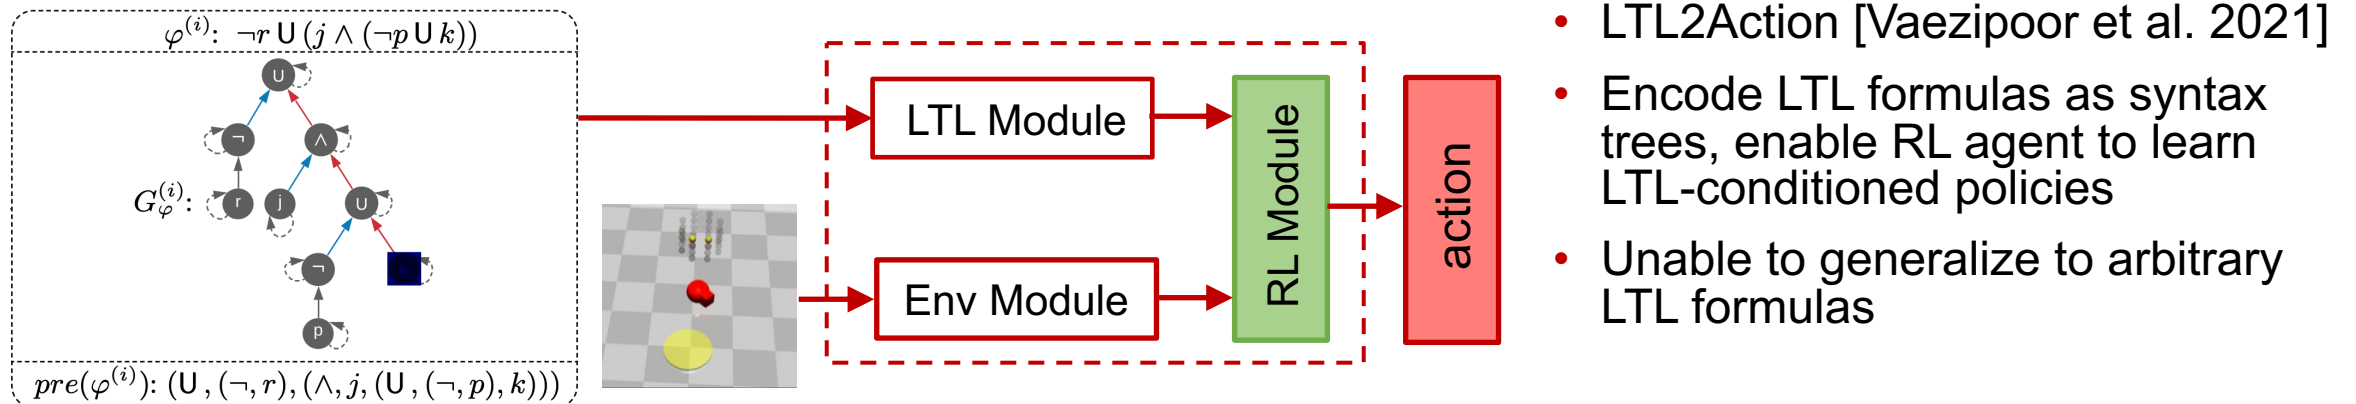 φ^(i): ¬r U (j ∧ (¬p U k))
U
¬
∧
G_φ^(i):
r
j
U
¬
p
pre(φ^(i)): (U, (¬, r), (∧, j, (U, (¬, p), k)))
LTL Module
Env Module
RL Module
action
• LTL2Action [Vaezipoor et al. 2021]
• Encode LTL formulas as syntax
trees, enable RL agent to learn
LTL-conditioned policies
• Unable to generalize to arbitrary
LTL formulas